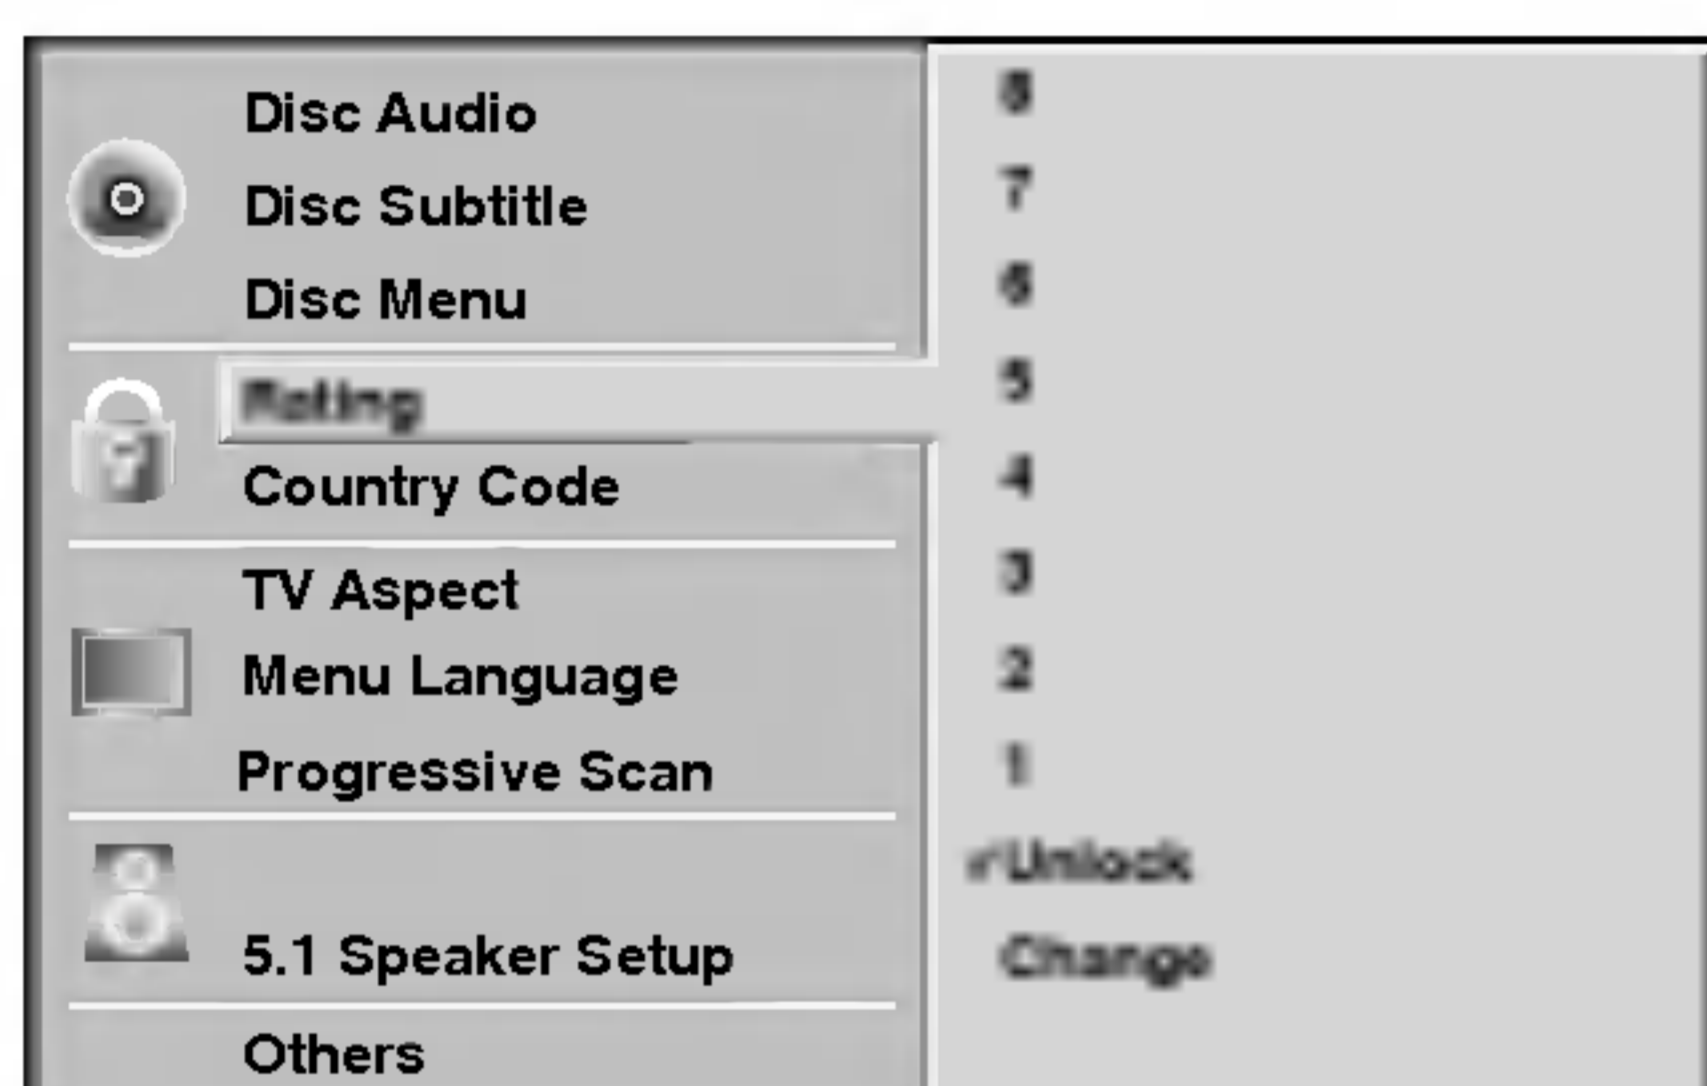 Disc Audio
Disc Subtitle
Disc Menu
Rating
Country Code
TV Aspect
Menu Language
Progressive Scan
5.1 Speaker Setup
Others
8
7
6
5
4
3
2
1
✓Unlock
Change